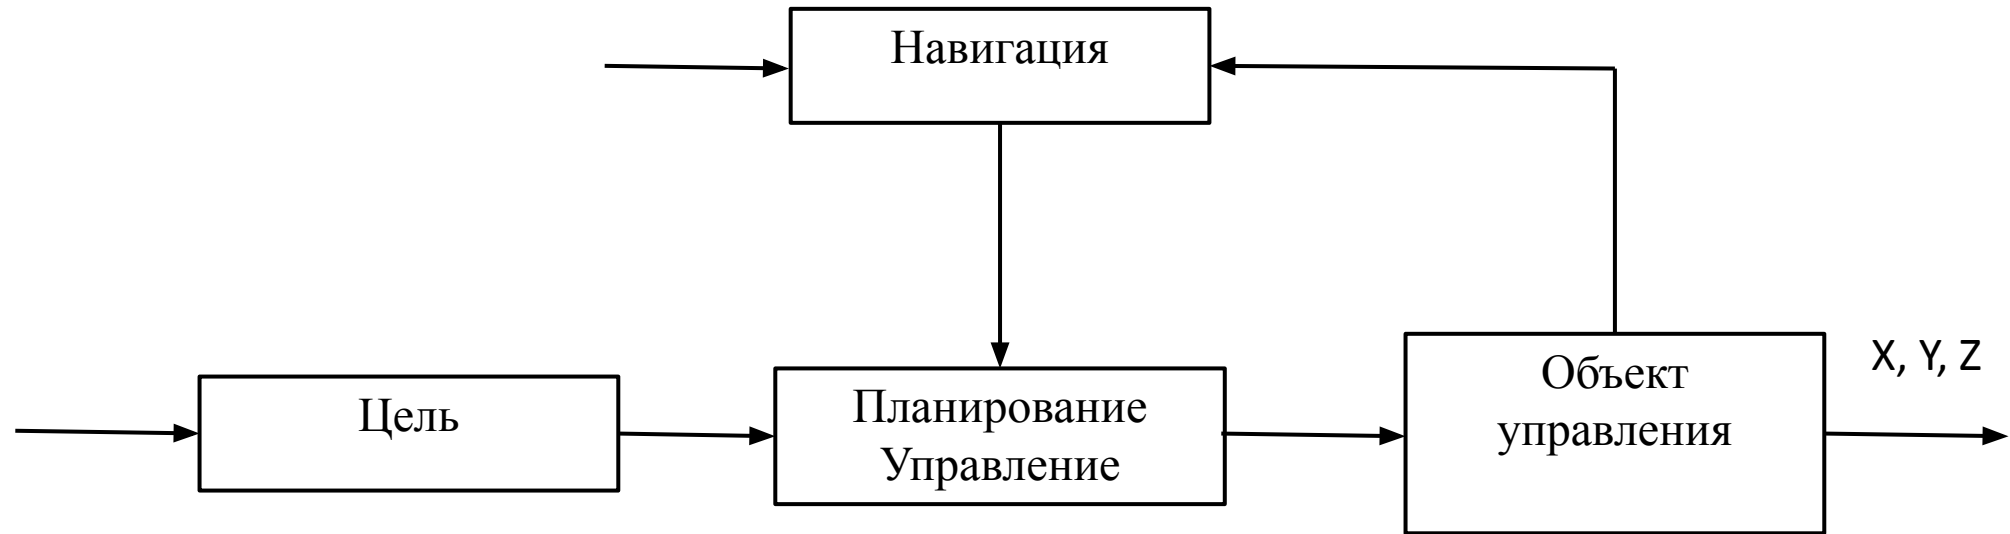 Навигация
Цель
Планирование
Управление
Объект
управления
X, Y, Z